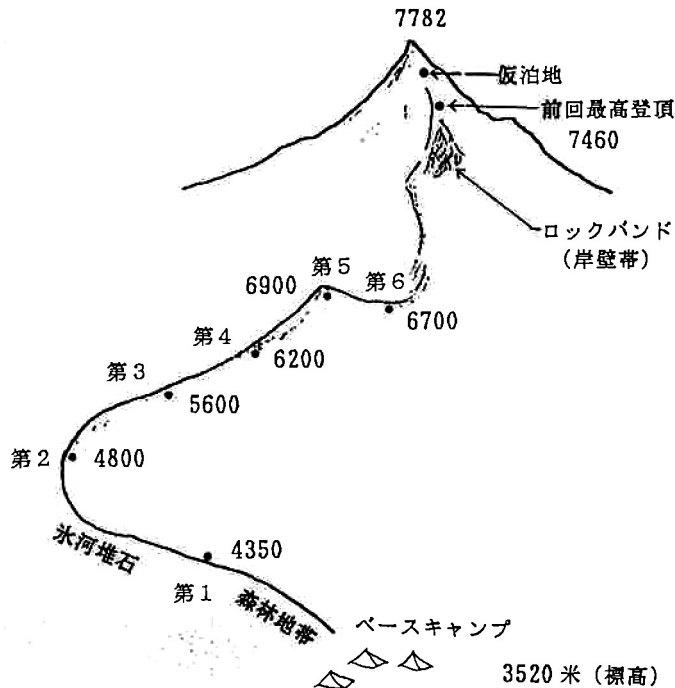 7782
仮泊地
前回最高登頂
7460
ロックバンド
(岸壁帯)
第5
6900
第6
6700
第4
6200
第3
5600
第2
4800
氷河堆石
4350
第1
森林地帯
ベースキャンプ
3520米(標高)